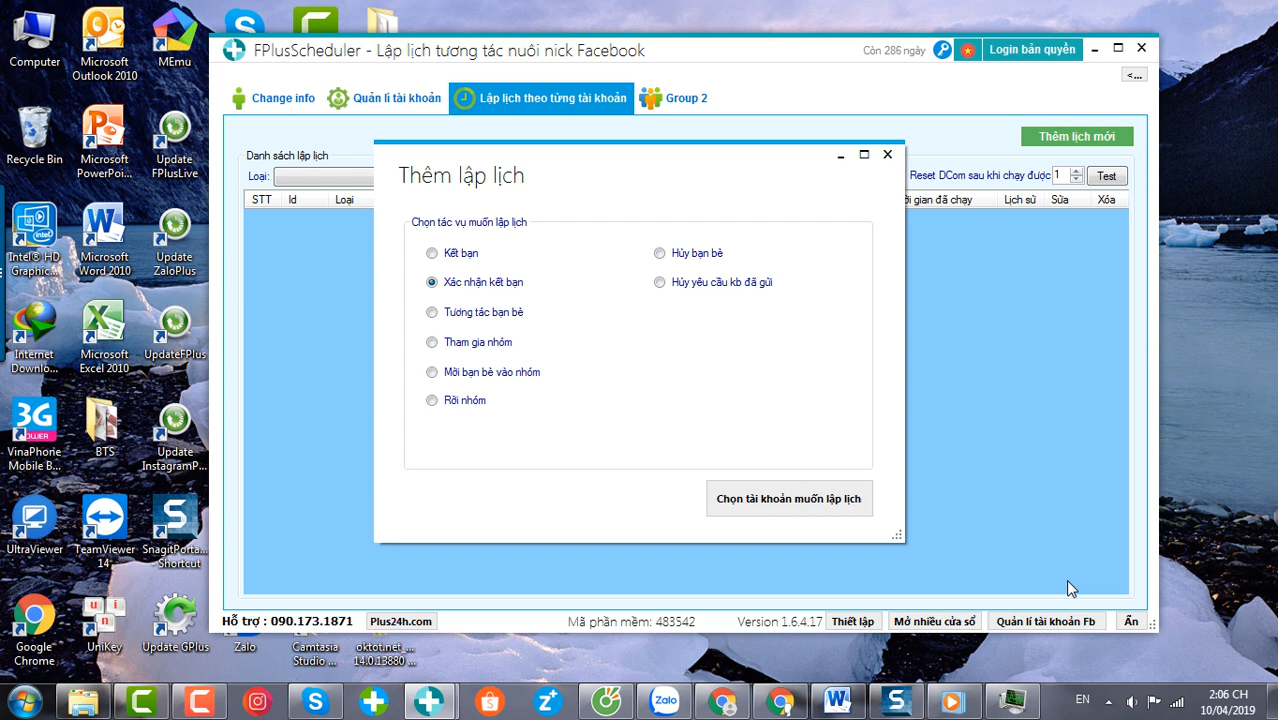 Computer
Microsoft
Outlook 2010
MEmu
Recycle Bin
Microsoft
PowerPoi...
Update
FPlusLive
Intel® HD
Graphic...
Microsoft
Word 2010
Update
ZaloPlus
Internet
Downlo...
Microsoft
Excel 2010
UpdateFPlus
3G
POWER
VinaPhone
Mobile B...
BTS
Update
InstagramP...
UltraViewer
TeamViewer
14
SnagitPorta...
Shortcut
Google
Chrome
u i
n
UniKey
Update GPlus
Zalo
Camtasia
Studio ...
oktot.net_...
14.0.13880 ...
FPlusScheduler - Lập lịch tương tác nuôi nick Facebook
Còn 286 ngày
Login bản quyền
<...
Change info
Quản lí tài khoản
Lập lịch theo từng tài khoản
Group 2
Thêm lịch mới
Danh sách lập lịch
Loại:
Reset DCom sau khi chạy được
1
Test
STT Id Loại
i gian đã chạy Lịch sử Sửa Xóa
Thêm lập lịch
Chọn tác vụ muốn lập lịch
Kết bạn
Hủy bạn bè
Xác nhận kết bạn
Hủy yêu cầu kb đã gửi
Tương tác bạn bè
Tham gia nhóm
Mời bạn bè vào nhóm
Rời nhóm
Chọn tài khoản muốn lập lịch
Hỗ trợ : 090.173.1871
Plus24h.com
Mã phần mềm: 483542
Version 1.6.4.17
Thiết lập
Mở nhiều cửa sổ
Quản lí tài khoản Fb
Ẩn
Zalo
EN
2:06 CH
10/04/2019